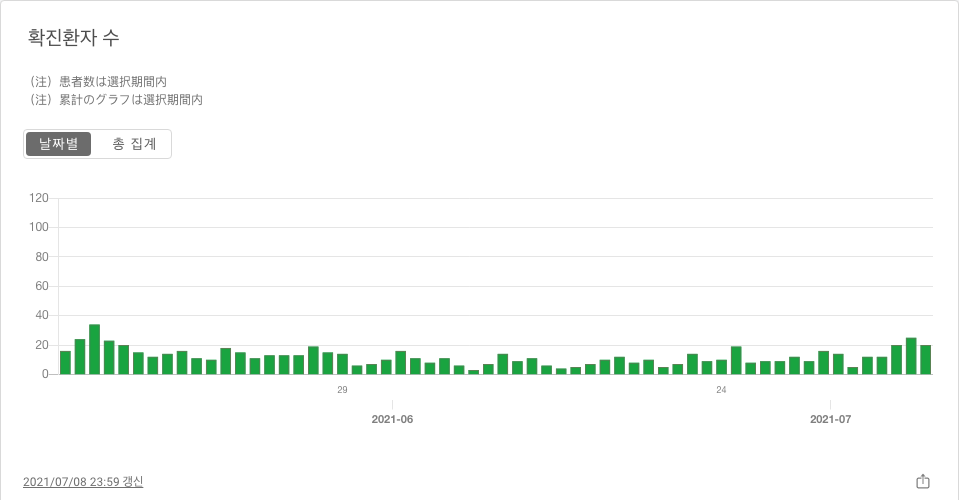 확진환자 수
（注）患者数は選択期間内
（注）累計のグラフは選択期間内
날짜별 총 집계
120
100
80
60
40
20
0
29 24
2021-06 2021-07
2021/07/08 23:59 갱신